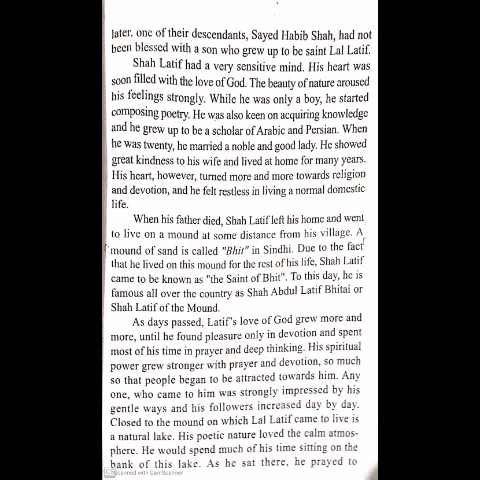 later, one of their descendants, Sayed Habib Shah, had not
been blessed with a son who grew up to be saint Lal Latif.
Shah Latif had a very sensitive mind. His heart was
soon filled with the love of God. The beauty of nature aroused
his feelings strongly. While he was only a boy, he started
composing poetry. He was also keen on acquiring knowledge
and he grew up to be a scholar of Arabic and Persian. When
he was twenty, he married a noble and good lady. He showed
great kindness to his wife and lived at home for many years.
His heart, however, turned more and more towards religion
and devotion, and he felt restless in living a normal domestic
life.
When his father died, Shah Latif left his home and went
to live on a mound at some distance from his village. A
mound of sand is called "Bhit" in Sindhi. Due to the fact
that he lived on this mound for the rest of his life, Shah Latif
came to be known as "the Saint of Bhit". To this day, he is
famous all over the country as Shah Abdul Latif Bhitai or
Shah Latif of the Mound.
As days passed, Latif's love of God grew more and
more, until he found pleasure only in devotion and spent
most of his time in prayer and deep thinking. His spiritual
power grew stronger with prayer and devotion, so much
so that people began to be attracted towards him. Any
one, who came to him was strongly impressed by his
gentle ways and his followers increased day by day.
Closed to the mound on which Lal Latif came to live is
a natural lake. His poetic nature loved the calm atmos-
phere. He would spend much of his time sitting on the
bank of this lake. As he sat there, he prayed to
CS Scanned with CamScanner